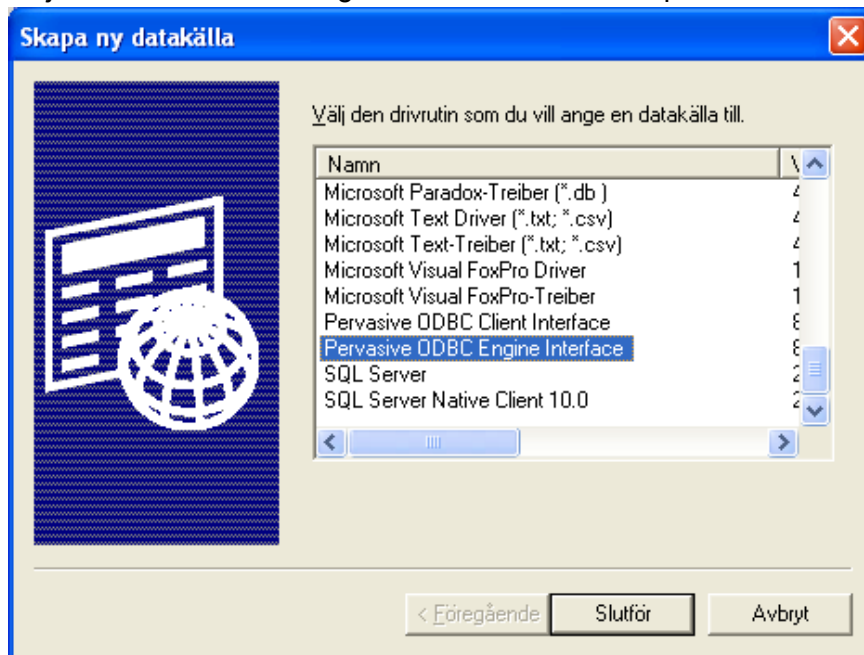 Skapa ny datakälla
Välj den drivrutin som du vill ange en datakälla till.
Namn
Microsoft Paradox-Treiber (*.db )
Microsoft Text Driver (*.txt; *.csv)
Microsoft Text-Treiber (*.txt; *.csv)
Microsoft Visual FoxPro Driver 1
Microsoft Visual FoxPro-Treiber 1
Pervasive ODBC Client Interface
Pervasive ODBC Engine Interface
SQL Server
SQL Server Native Client 10.0
< Föregående Slutför Avbryt